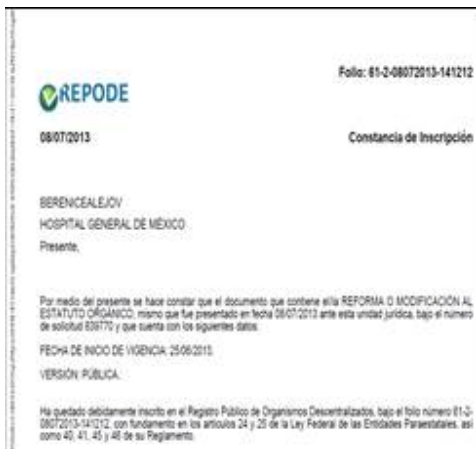 Folio: 61-2-08072013-141212
REPODE
08/07/2013
Constancia de Inscripción
BERENICEALEJOV
HOSPITAL GENERAL DE MÉXICO
Presente,
Por medio del presente se hace constar que el documento que contiene el/la REFORMA O MODIFICACIÓN AL
ESTATUTO ORGÁNICO, mismo que fue presentado en fecha 08/07/2013 ante esta unidad jurídica, bajo el número
de solicitud y que cuenta con los siguientes datos:
FECHA DE INICIO DE VIGENCIA: 25/06/2013.
VERSIÓN: PÚBLICA.
Ha quedado debidamente inscrito en el Registro Público de Organismos Descentralizados, bajo el folio número 61-2-
08072013-141212, con fundamento en los artículos 24 y 25 de la Ley Federal de las Entidades Paraestatales, así
como 40, 41, 45 y 46 de su Reglamento.